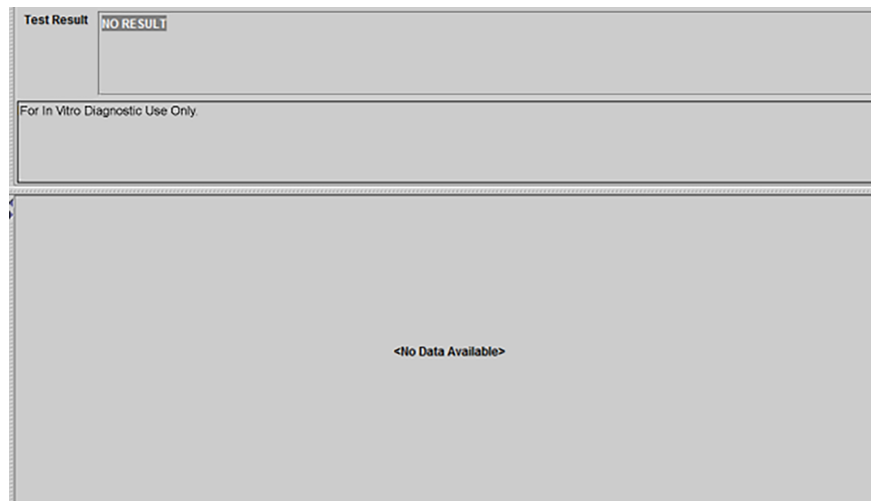 Test Result NO RESULT
For In Vitro Diagnostic Use Only.
<No Data Available>